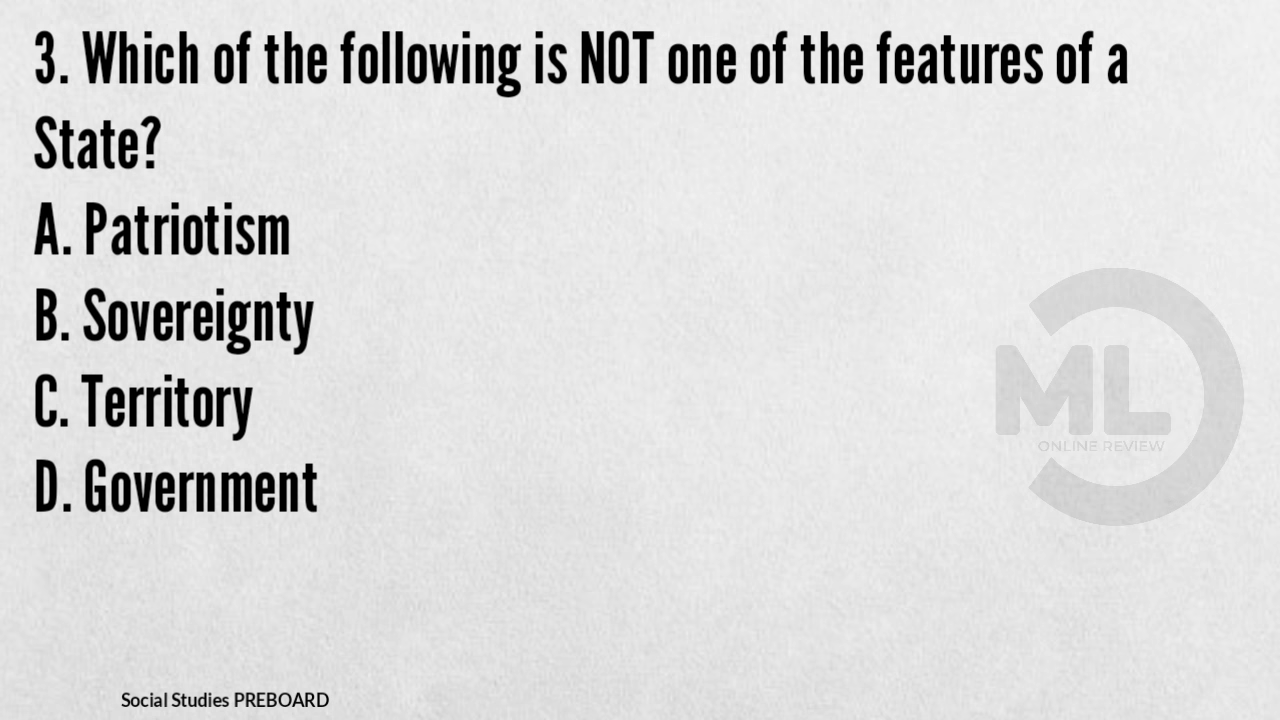 3. Which of the following is NOT one of the features of a
State?
A. Patriotism
B. Sovereignty
C. Territory
D. Government
ML
ONLINE REVIEW
Social Studies PREBOARD